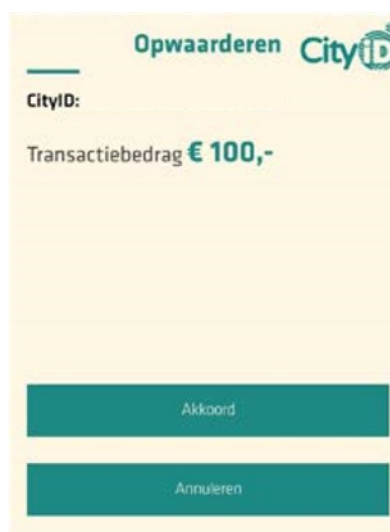 Opwaarderen CityiD
CityID:
Transactiebedrag € 100,-
Akkoord
Annuleren